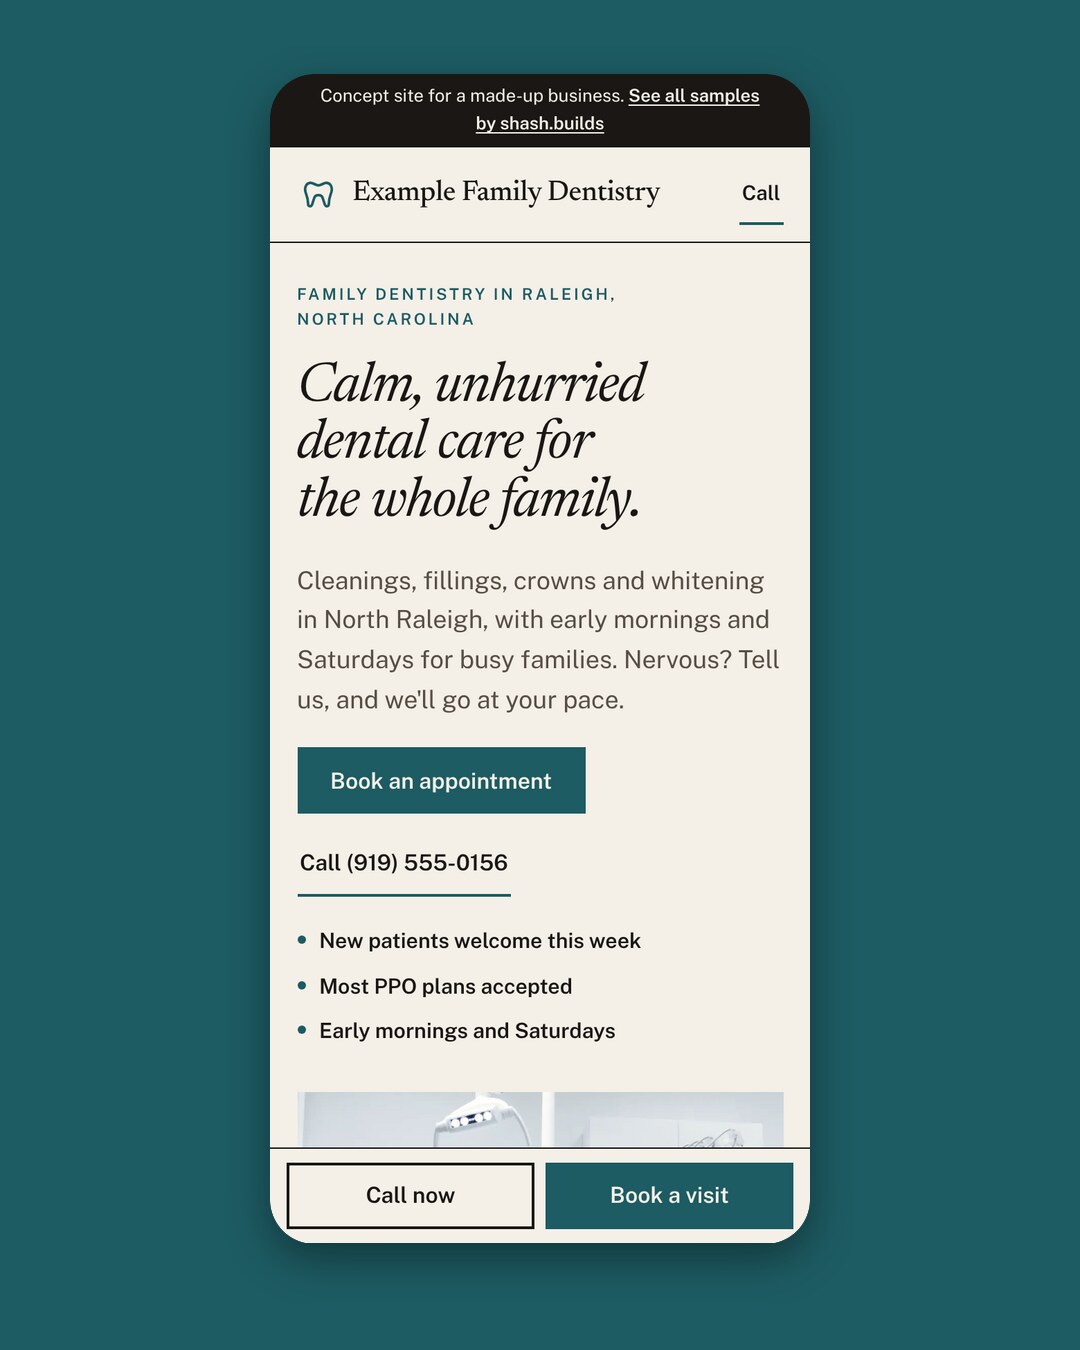 Concept site for a made-up business. See all samples
by shash.builds
Example Family Dentistry
Call
FAMILY DENTISTRY IN RALEIGH,
NORTH CAROLINA
Calm, unhurried
dental care for
the whole family.
Cleanings, fillings, crowns and whitening
in North Raleigh, with early mornings and
Saturdays for busy families. Nervous? Tell
us, and we'll go at your pace.
Book an appointment
Call (919) 555-0156
New patients welcome this week
Most PPO plans accepted
Early mornings and Saturdays
Call now
Book a visit